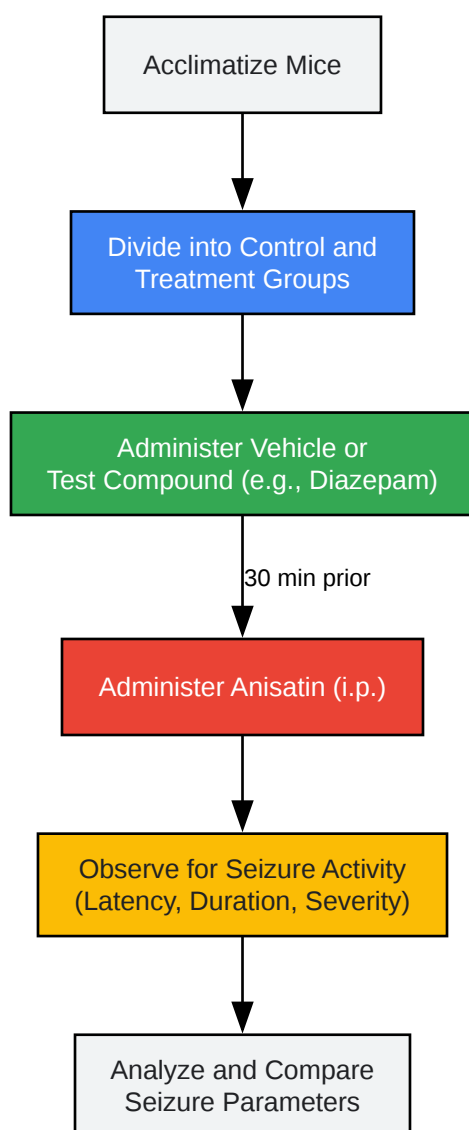 Acclimatize Mice
Divide into Control and
Treatment Groups
Administer Vehicle or
Test Compound (e.g., Diazepam)
30 min prior
Administer Anisatin (i.p.)
Observe for Seizure Activity
(Latency, Duration, Severity)
Analyze and Compare
Seizure Parameters